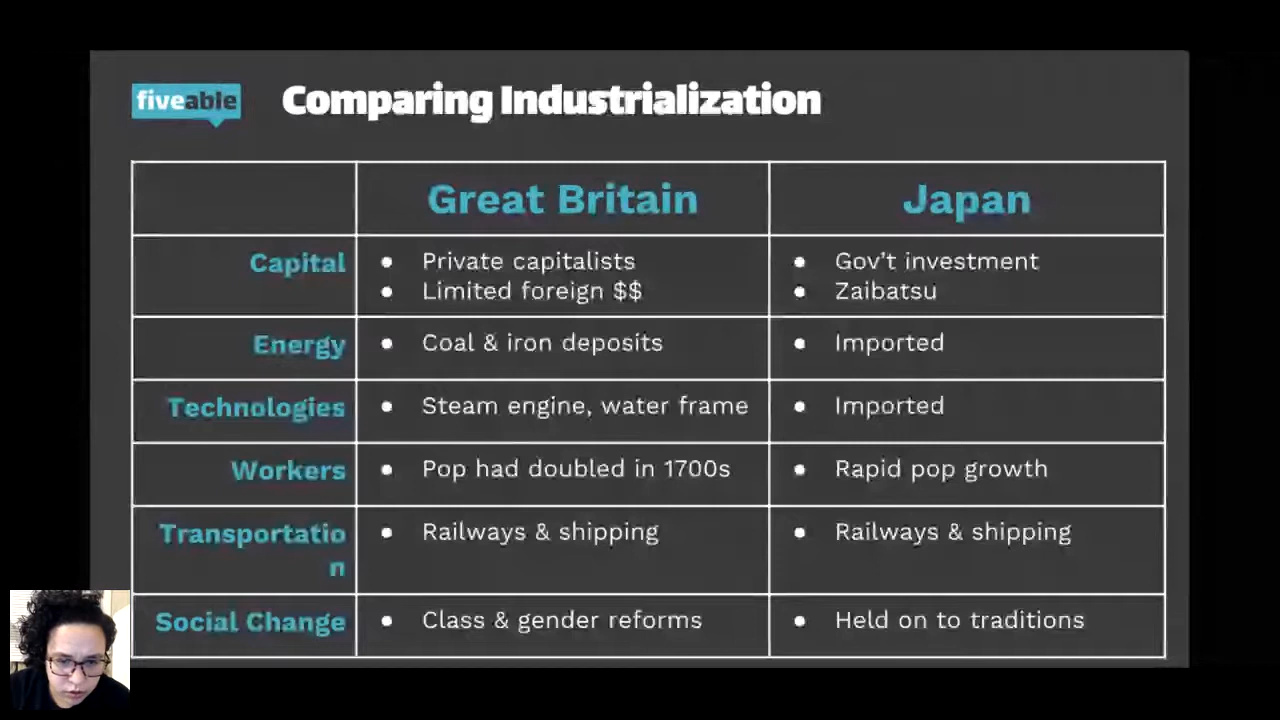 fiveable
Comparing Industrialization
Great Britain
Japan
Capital
● Private capitalists
● Limited foreign $$
● Gov't investment
● Zaibatsu
Energy
● Coal & iron deposits
● Imported
Technologies
● Steam engine, water frame
● Imported
Workers
● Pop had doubled in 1700s
● Rapid pop growth
Transportatio
n
● Railways & shipping
● Railways & shipping
Social Change
● Class & gender reforms
● Held on to traditions